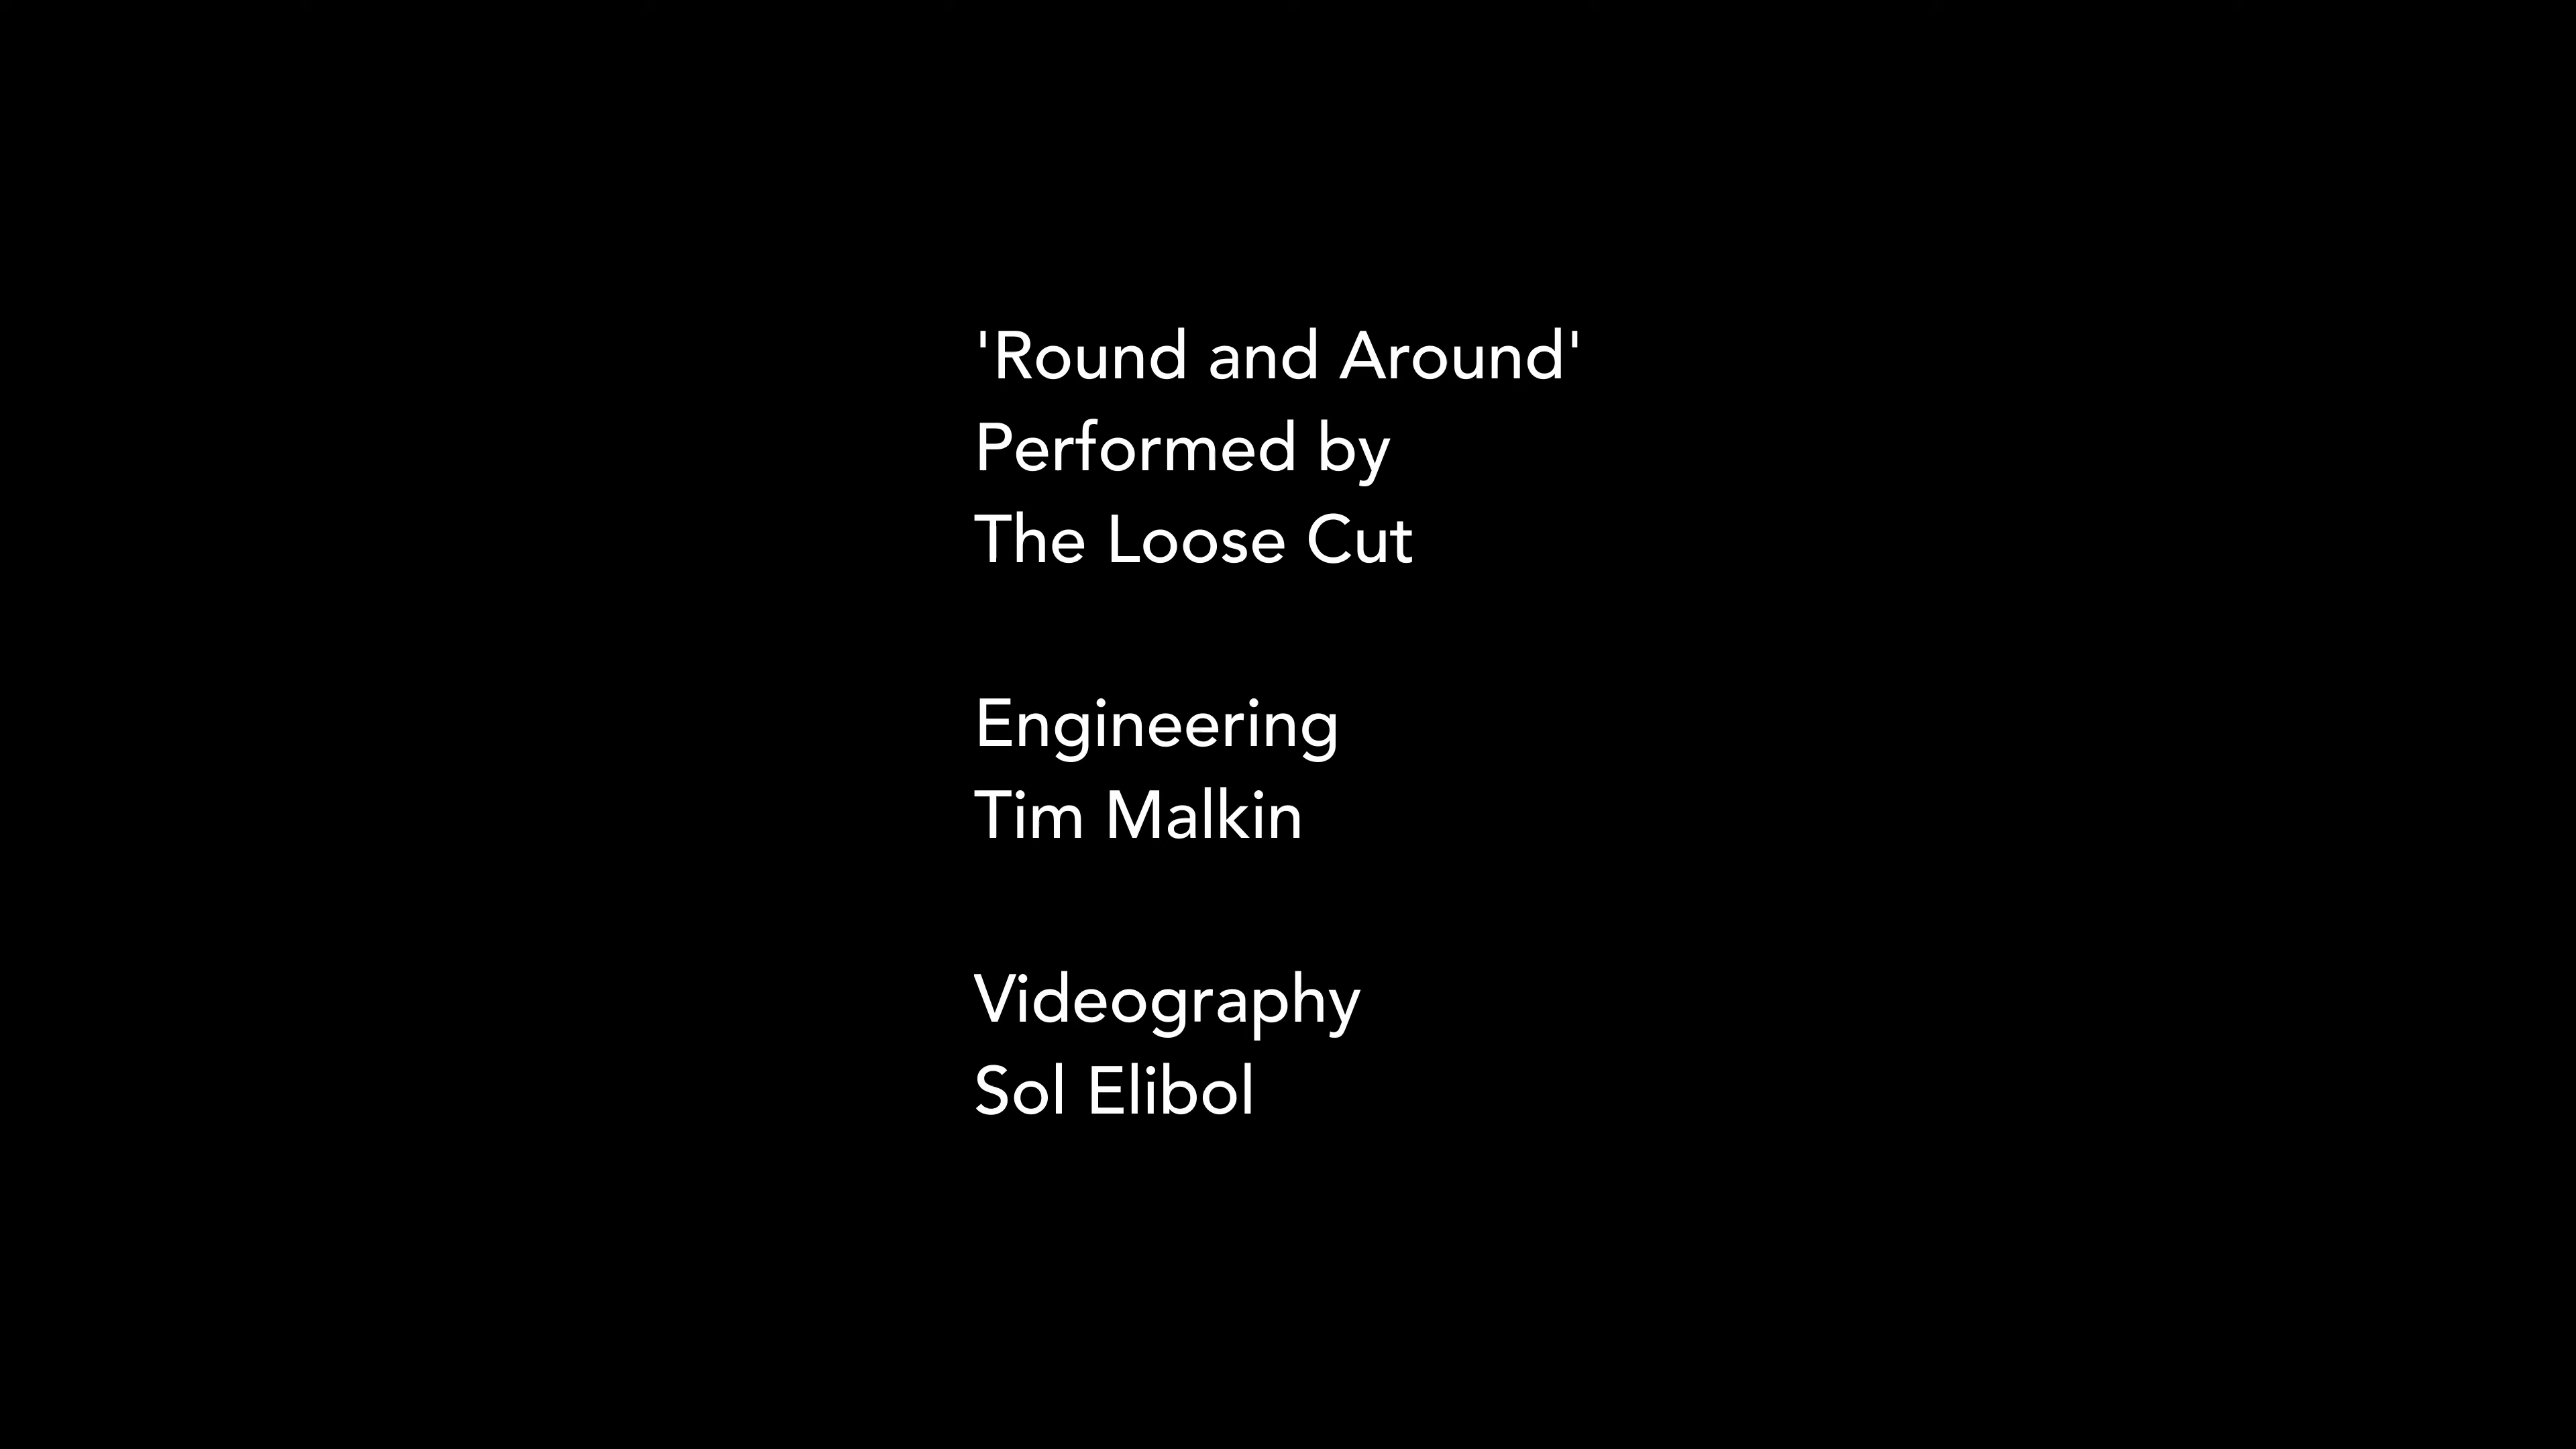 'Round and Around'
Performed by
The Loose Cut
Engineering
Tim Malkin
Videography
Sol Elibol